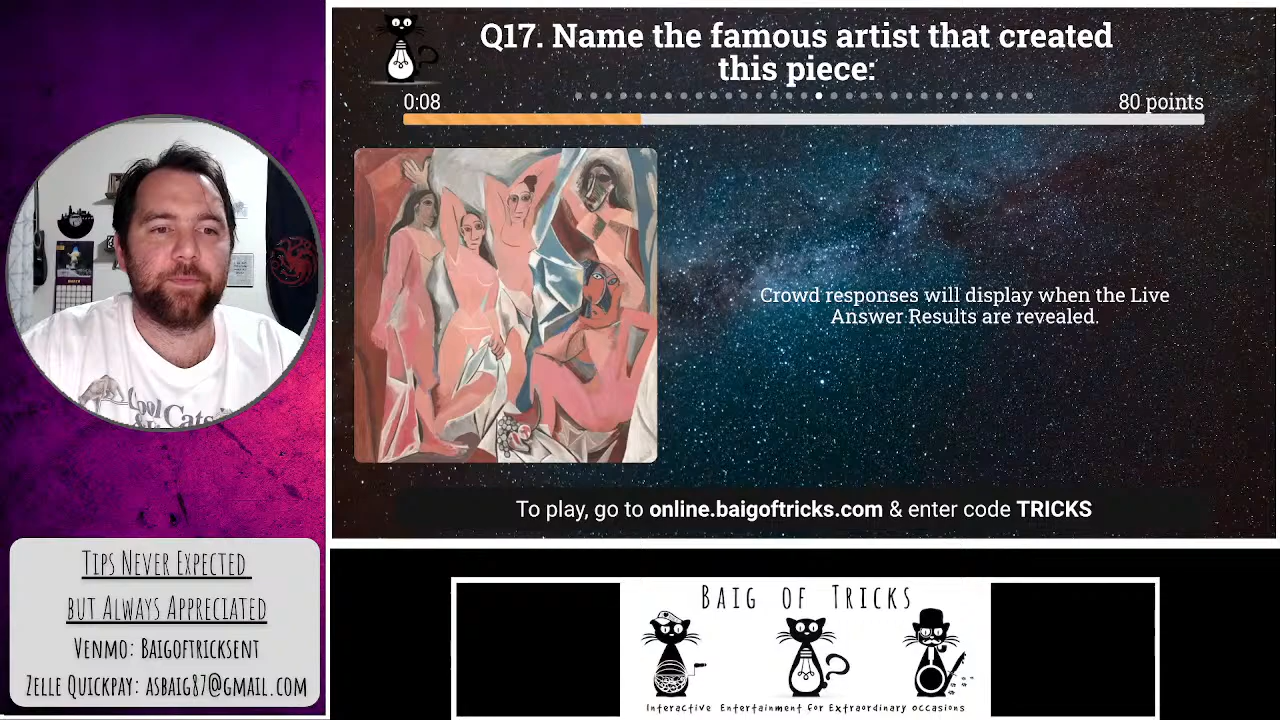 Q17. Name the famous artist that created
this piece:
0:08
80 points
Crowd responses will display when the Live
Answer Results are revealed.
To play, go to online.baigoftricks.com & enter code TRICKS
Cool
Cats
Tips Never Expected
but Always Appreciated
Venmo: Baigoftricksent
Zelle Quickpay: asbaig87@gmail.com
Baig of Tricks
Interactive Entertainment for Extraordinary Occasions